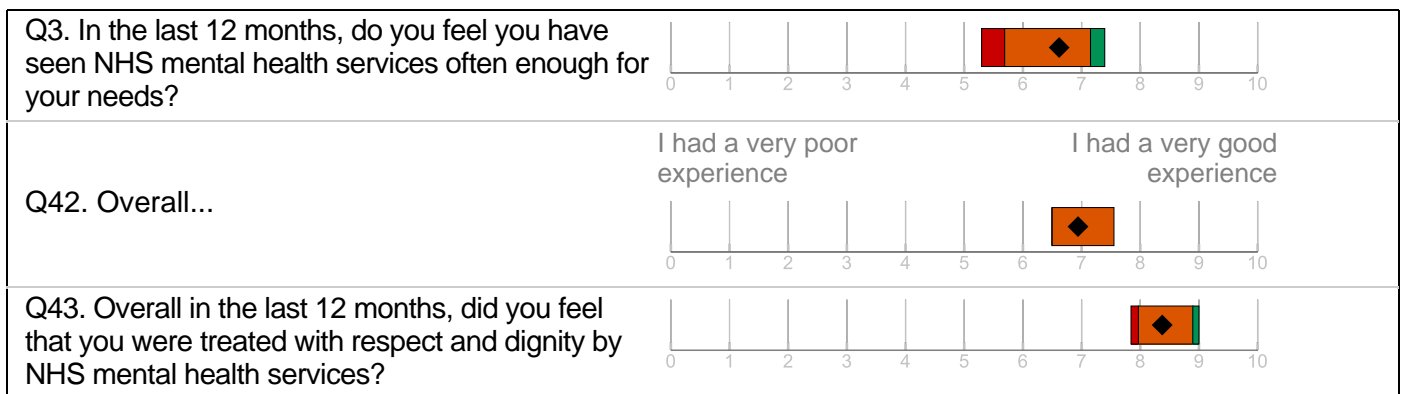 Q3. In the last 12 months, do you feel you have
seen NHS mental health services often enough for
your needs?
0 1 2 3 4 5 6 7 8 9 10
I had a very poor
experience
I had a very good
experience
Q42. Overall...
0 1 2 3 4 5 6 7 8 9 10
Q43. Overall in the last 12 months, did you feel
that you were treated with respect and dignity by
NHS mental health services?
0 1 2 3 4 5 6 7 8 9 10